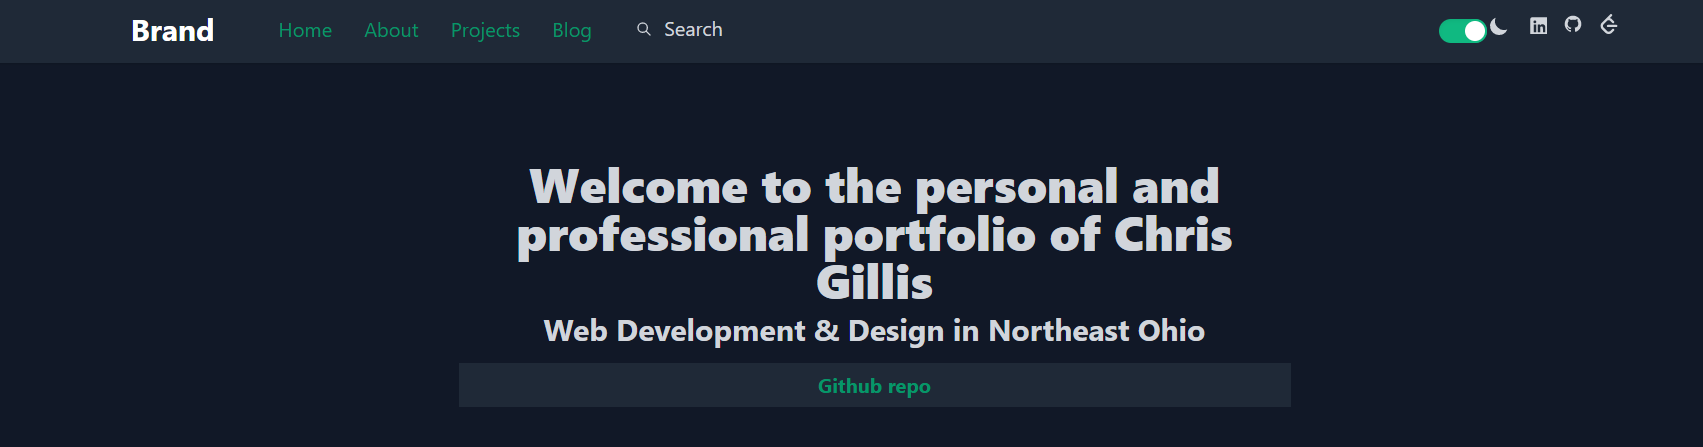 Brand Home About Projects Blog Search
Welcome to the personal and
professional portfolio of Chris
Gillis
Web Development & Design in Northeast Ohio
Github repo